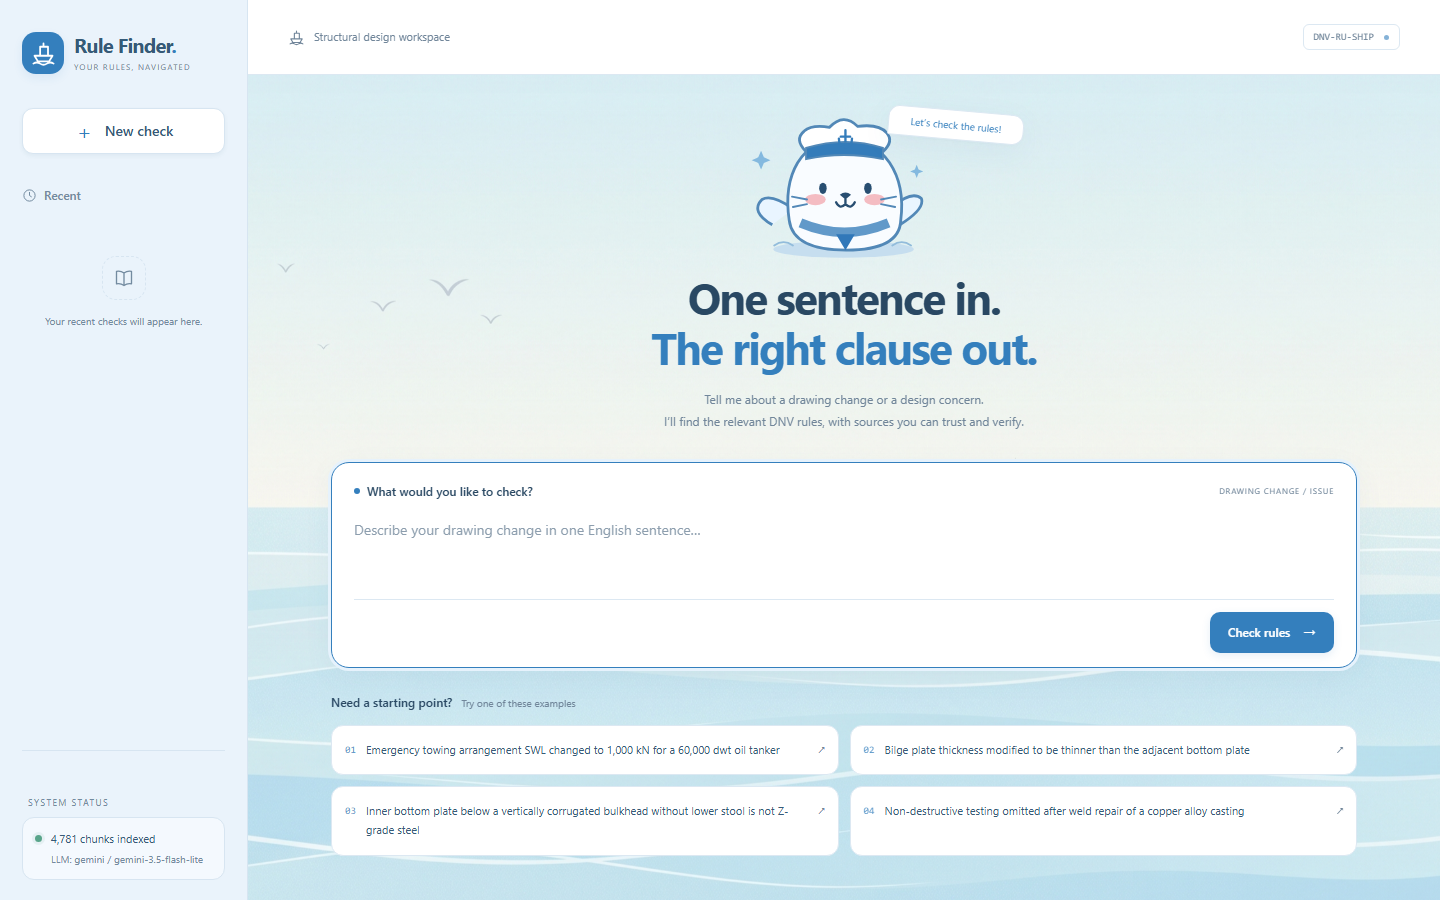 Rule Finder.
YOUR RULES, NAVIGATED
+ New check
Recent
Your recent checks will appear here.
SYSTEM STATUS
4,781 chunks indexed
LLM: gemini / gemini-3.5-flash-lite
Structural design workspace
DNV-RU-SHIP
Let's check the rules!
One sentence in.
The right clause out.
Tell me about a drawing change or a design concern.
I'll find the relevant DNV rules, with sources you can trust and verify.
What would you like to check?
DRAWING CHANGE / ISSUE
Describe your drawing change in one English sentence...
Check rules →
Need a starting point? Try one of these examples
01 Emergency towing arrangement SWL changed to 1,000 kN for a 60,000 dwt oil tanker ↗
02 Bilge plate thickness modified to be thinner than the adjacent bottom plate ↗
03 Inner bottom plate below a vertically corrugated bulkhead without lower stool is not Z-
grade steel ↗
04 Non-destructive testing omitted after weld repair of a copper alloy casting ↗